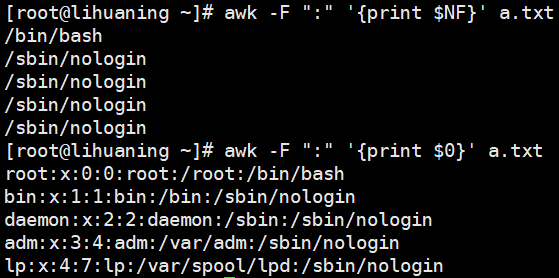 [root@lihuaning ~]# awk -F ":" '{print $NF}' a.txt
/bin/bash
/sbin/nologin
/sbin/nologin
/sbin/nologin
/sbin/nologin
[root@lihuaning ~]# awk -F ":" '{print $0}' a.txt
root:x:0:0:root:/root:/bin/bash
bin:x:1:1:bin:/bin:/sbin/nologin
daemon:x:2:2:daemon:/sbin:/sbin/nologin
adm:x:3:4:adm:/var/adm:/sbin/nologin
lp:x:4:7:lp:/var/spool/lpd:/sbin/nologin